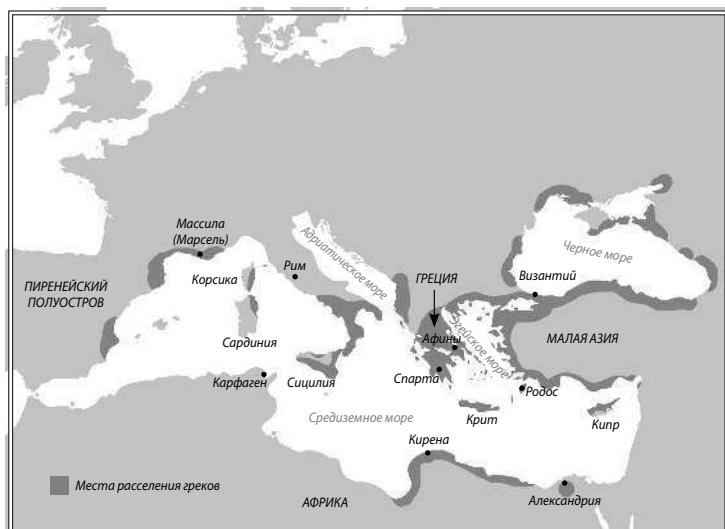 Массила
(Марсель)
Адриатическое море
Черное море
Корсика
Рим
ГРЕЦИЯ
Византий
ПИРЕНЕЙСКИЙ
ПОЛУОСТРОВ
Эгейское море
Афины
МАЛАЯ АЗИЯ
Сардиния
Карфаген
Сицилия
Спарта
Родос
Средиземное море
Крит
Кипр
Кирена
Места расселения греков
АФРИКА
Александрия